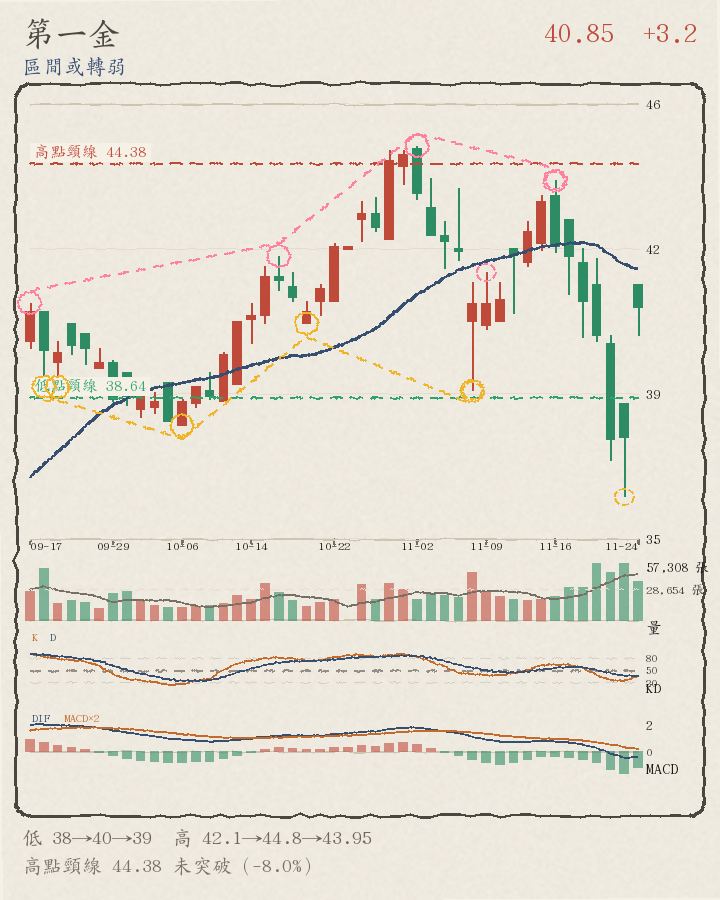 第一金 40.85 +3.2
區間或轉弱
46
高點頸線 44.38
42
低點頸線 38.64
39
35
09-17 09-29 10-06 10-14 10-22 11-02 11-09 11-16 11-24
57,308 張
28,654 張
量
K D
80
50
20
KD
DIF MACD×2
2
0
MACD
低 38→40→39 高 42.1→44.8→43.95
高點頸線 44.38 未突破 (-8.0%)